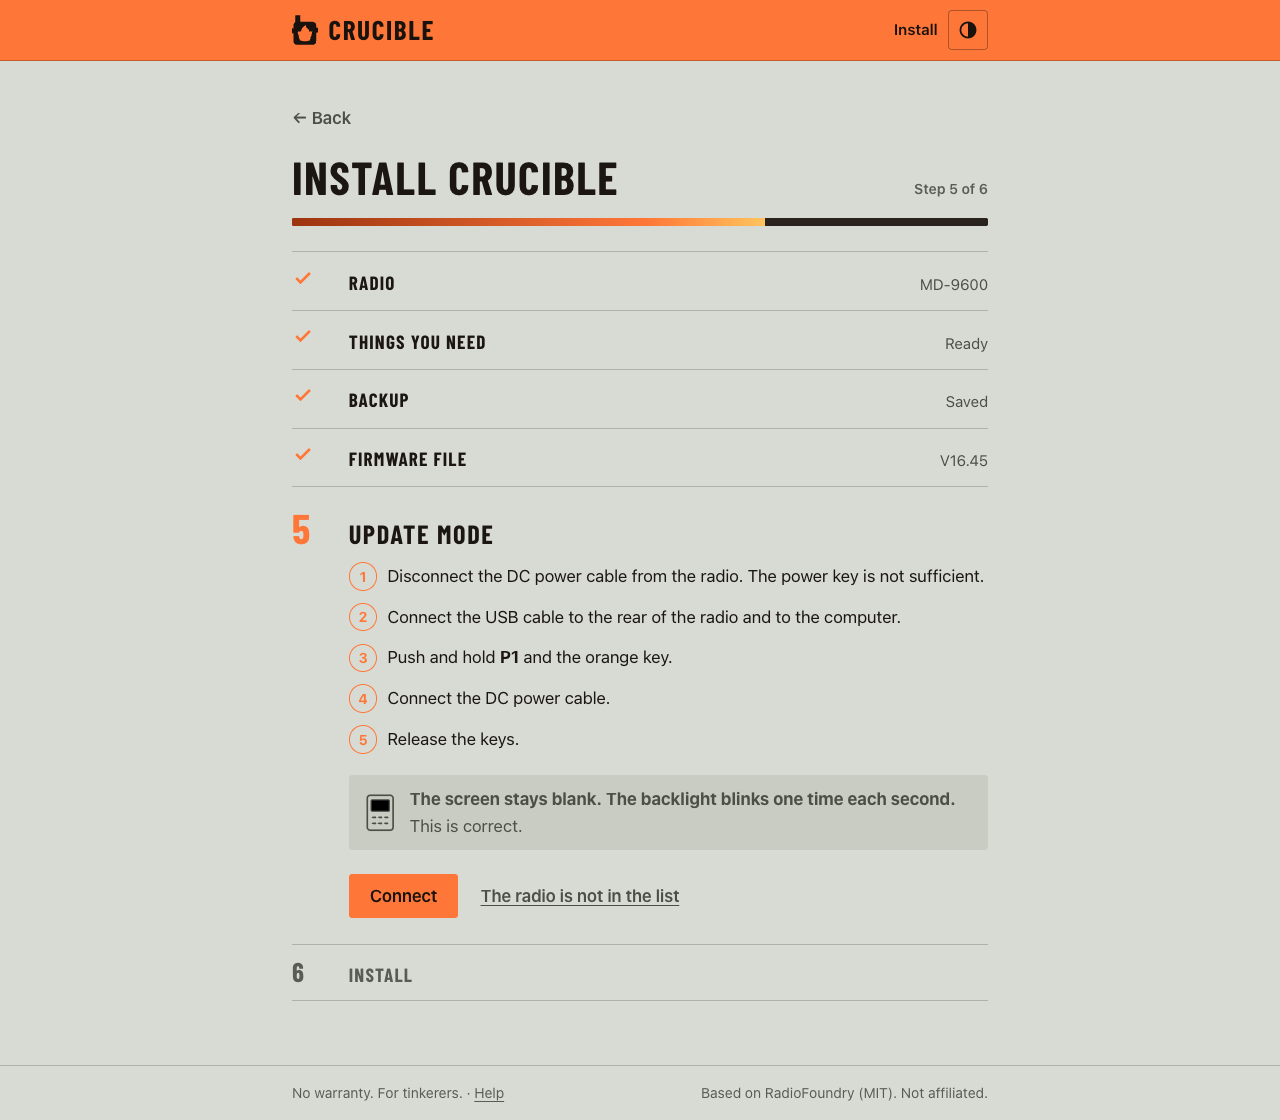 CRUCIBLE
Install
← Back
INSTALL CRUCIBLE
Step 5 of 6
RADIO
MD-9600
THINGS YOU NEED
Ready
BACKUP
Saved
FIRMWARE FILE
V16.45
5
UPDATE MODE
1 Disconnect the DC power cable from the radio. The power key is not sufficient.
2 Connect the USB cable to the rear of the radio and to the computer.
3 Push and hold P1 and the orange key.
4 Connect the DC power cable.
5 Release the keys.
The screen stays blank. The backlight blinks one time each second.
This is correct.
Connect
The radio is not in the list
6
INSTALL
No warranty. For tinkerers. · Help
Based on RadioFoundry (MIT). Not affiliated.